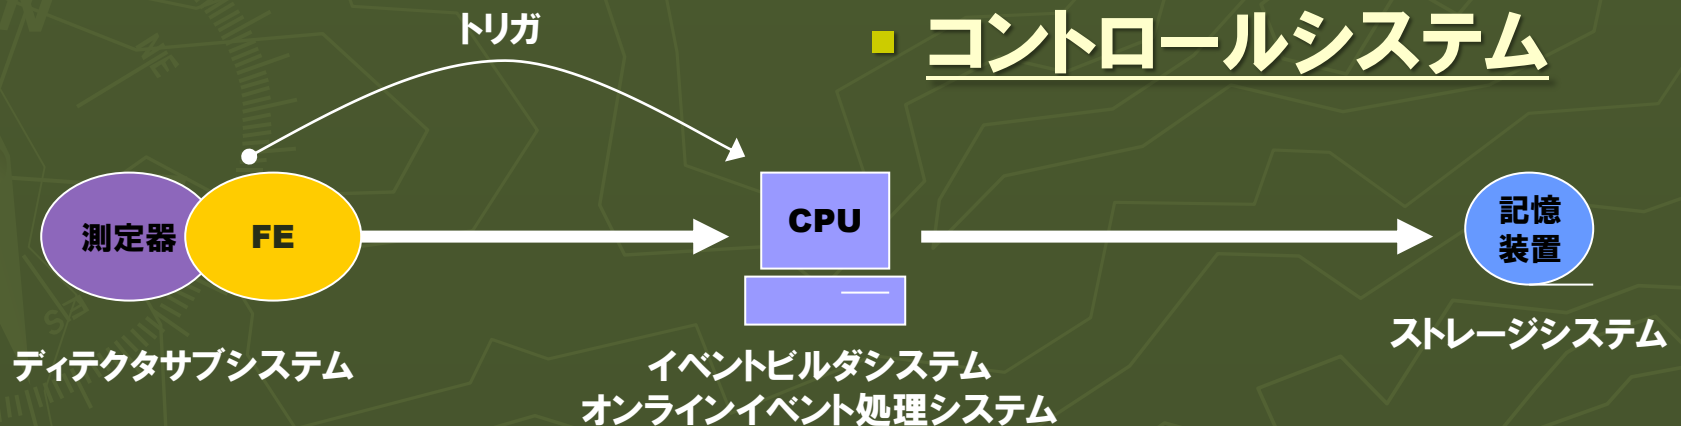 トリガ
コントロールシステム
測定器
FE
CPU
記憶
装置
ディテクタサブシステム
イベントビルダシステム
オンラインイベント処理システム
ストレージシステム
NE
SE